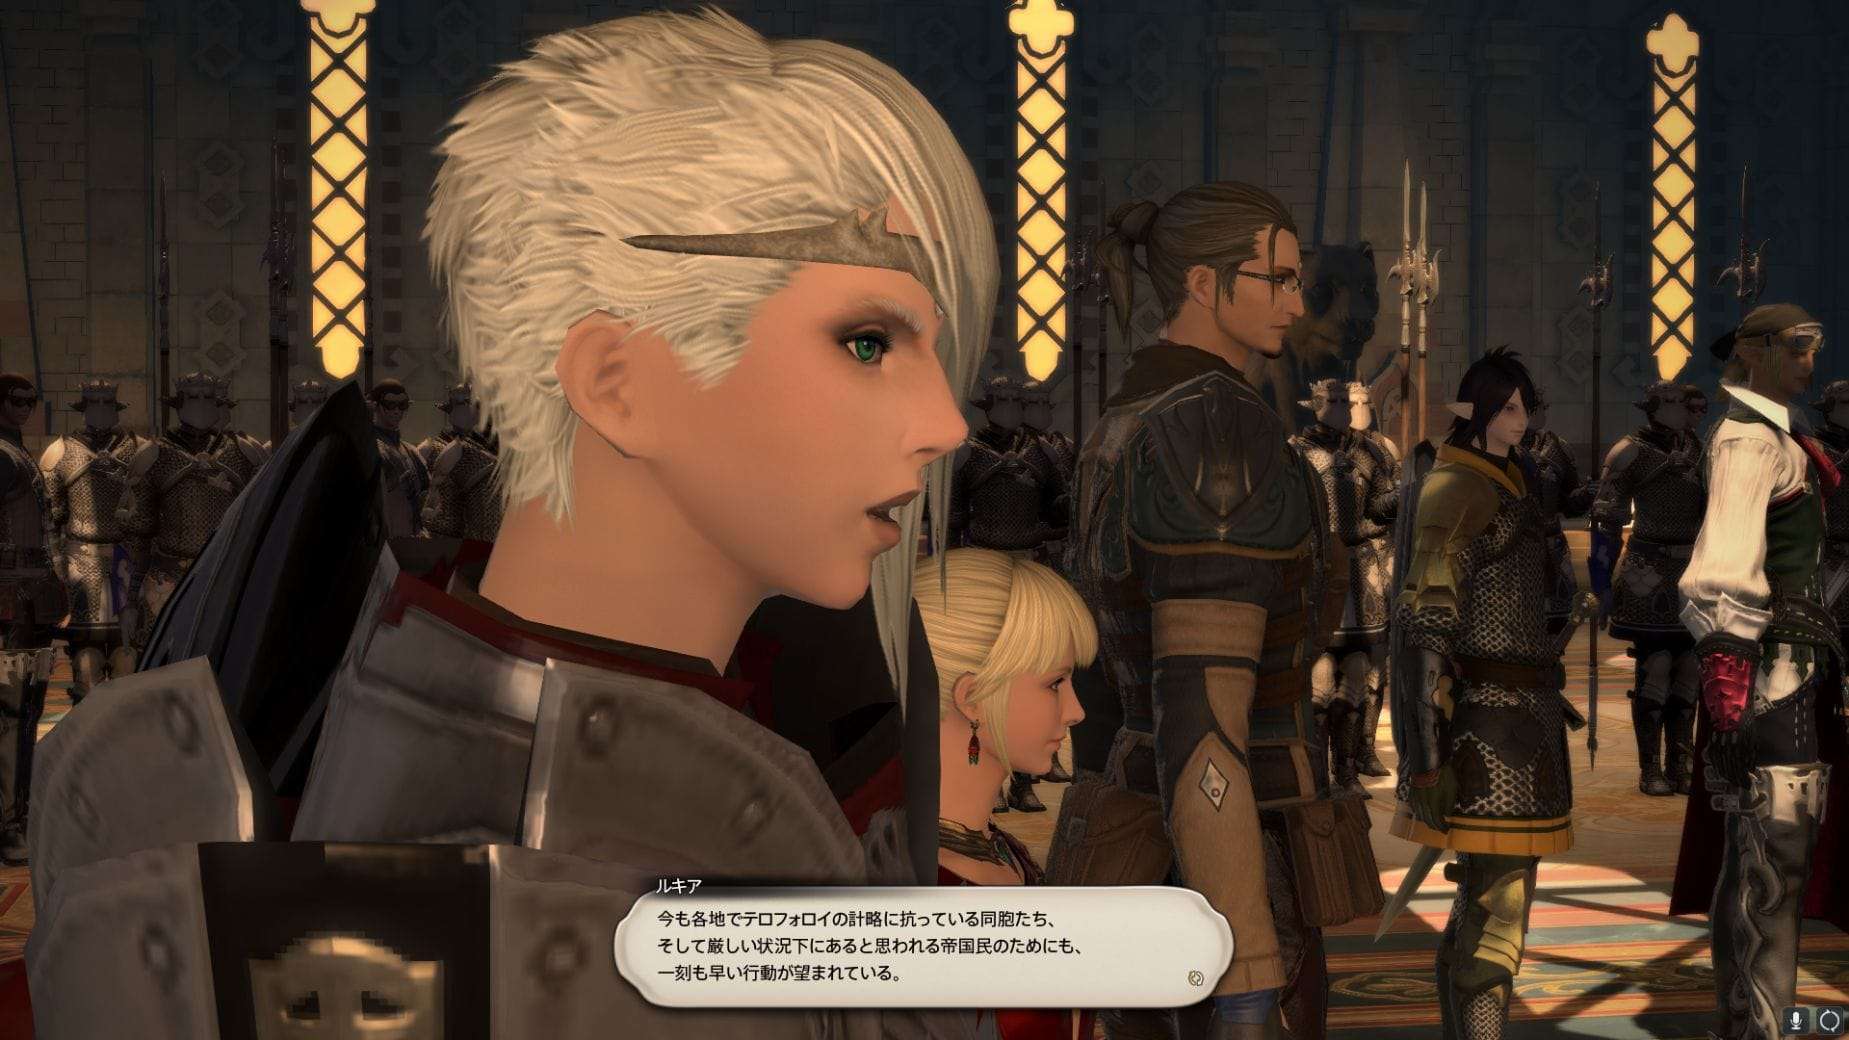 ルキア
今も各地でテロフォロイの計略に抗っている同胞たち、
そして厳しい状況下にあると思われる帝国民のためにも、
一刻も早い行動が望まれている。